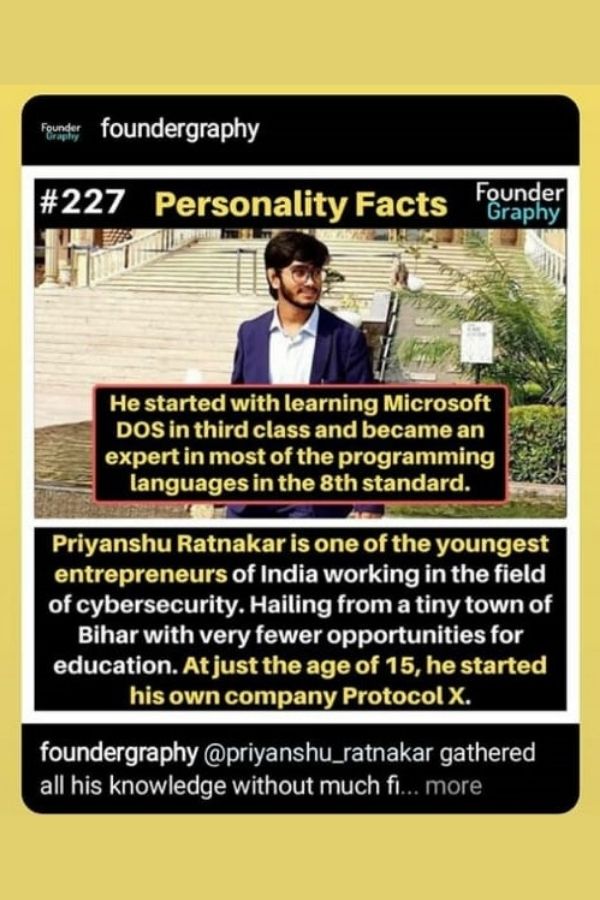 Founder
Graphy
foundergraphy
#227 Personality Facts
Founder
Graphy
He started with learning Microsoft
DOS in third class and became an
expert in most of the programming
languages in the 8th standard.
Priyanshu Ratnakar is one of the youngest
entrepreneurs of India working in the field
of cybersecurity. Hailing from a tiny town of
Bihar with very fewer opportunities for
education. At just the age of 15, he started
his own company Protocol X.
foundergraphy @priyanshu_ratnakar gathered
all his knowledge without much fi... more